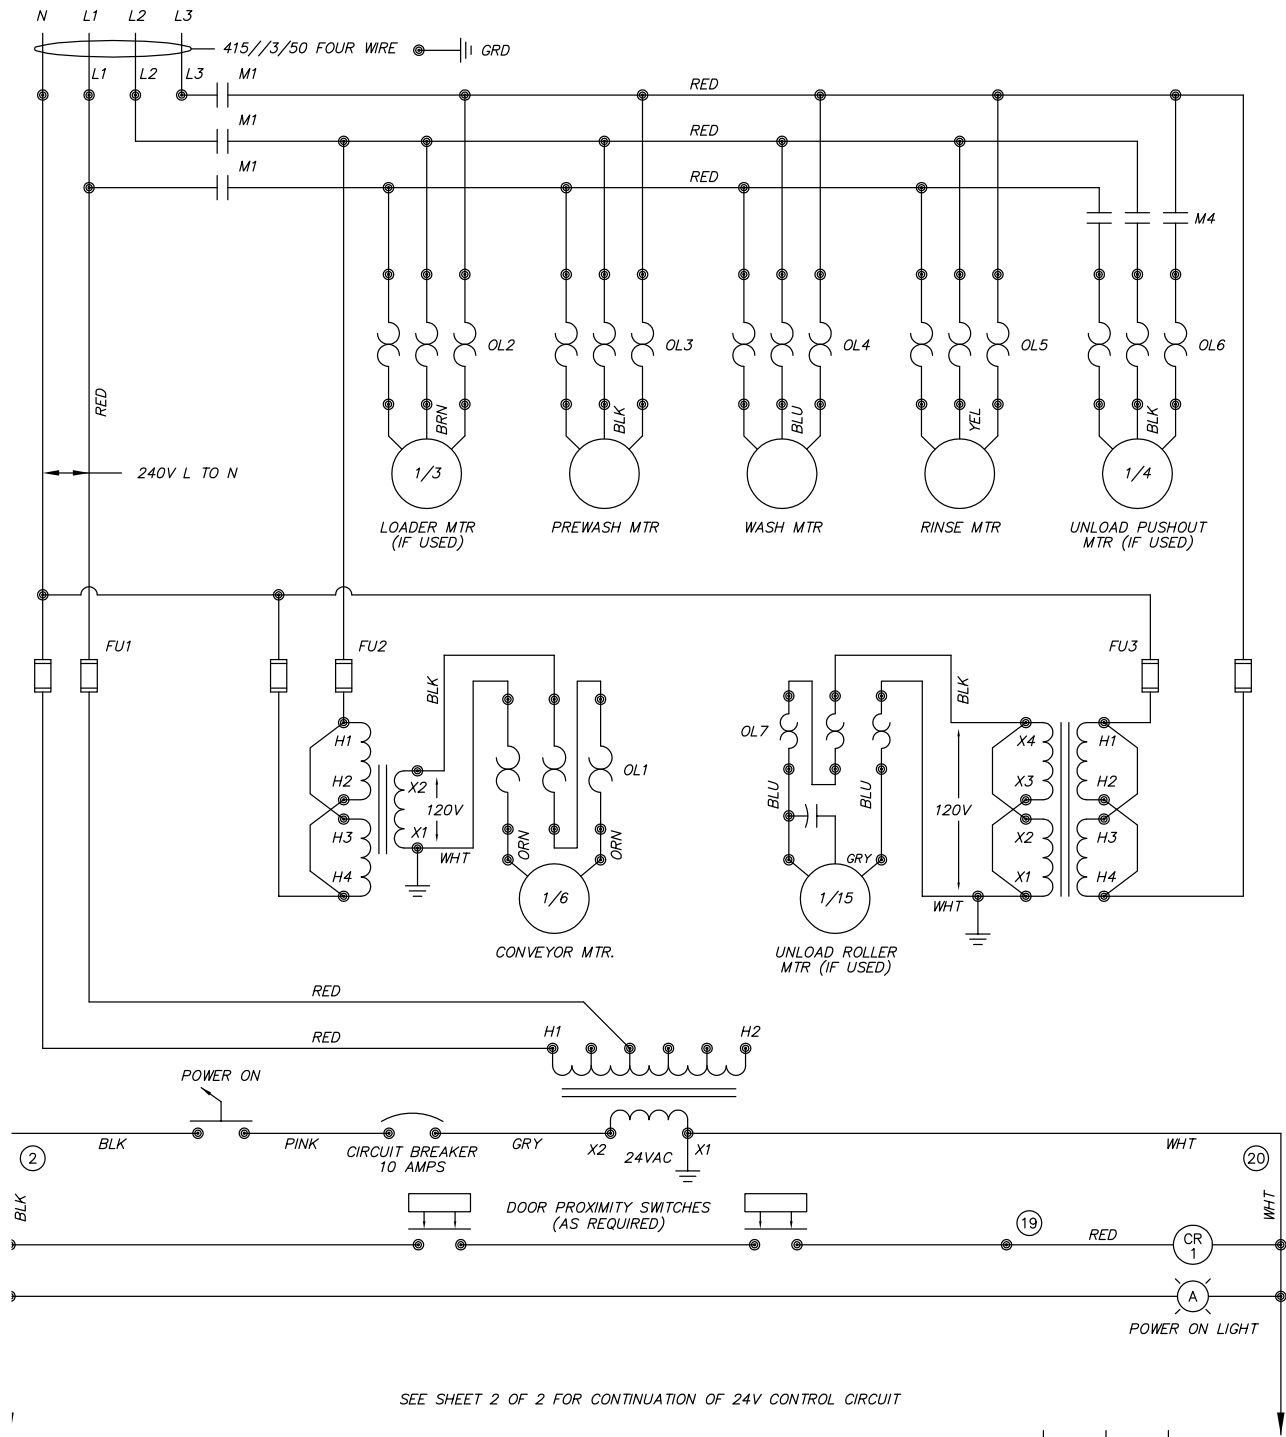 N L1 L2 L3
415//3/50 FOUR WIRE GRD
L1 L2 L3 M1
RED
M1
RED
M1
RED
M4
OL2 OL3 OL4 OL5 OL6
RED
BRN BLK BLU YEL BLK
1/3 1/4
240V L TO N
LOADER MTR
(IF USED)
PREWASH MTR
WASH MTR
RINSE MTR
UNLOAD PUSHOUT
MTR (IF USED)
FU1 FU2 FU3
BLK BLK
OL7
H1 X4 H1
OL1
H2 X2 X3 H2
BLU BLU
120V 120V
H3 X1 X2 H3
WHT ORN ORN GRY
H4 X1 H4
1/6 1/15
WHT
CONVEYOR MTR.
UNLOAD ROLLER
MTR (IF USED)
RED
H1 H2
RED
POWER ON
BLK PINK CIRCUIT BREAKER
10 AMPS
GRY X2 24VAC X1 WHT
2 20
BLK WHT
DOOR PROXIMITY SWITCHES
(AS REQUIRED)
19
RED
CR
1
A
POWER ON LIGHT
SEE SHEET 2 OF 2 FOR CONTINUATION OF 24V CONTROL CIRCUIT